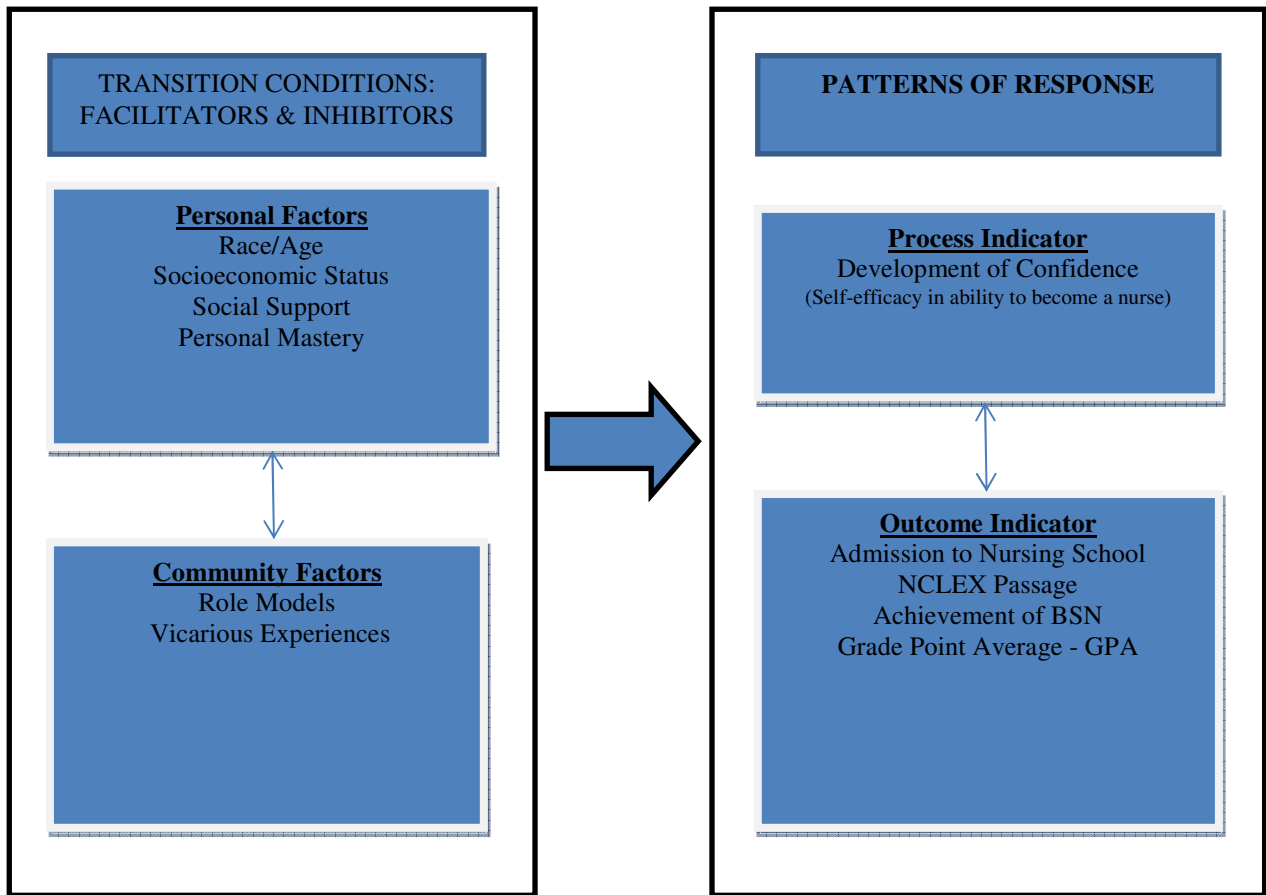 TRANSITION CONDITIONS:
FACILITATORS & INHIBITORS
Personal Factors
Race/Age
Socioeconomic Status
Social Support
Personal Mastery
Community Factors
Role Models
Vicarious Experiences
PATTERNS OF RESPONSE
Process Indicator
Development of Confidence
(Self-efficacy in ability to become a nurse)
Outcome Indicator
Admission to Nursing School
NCLEX Passage
Achievement of BSN
Grade Point Average - GPA